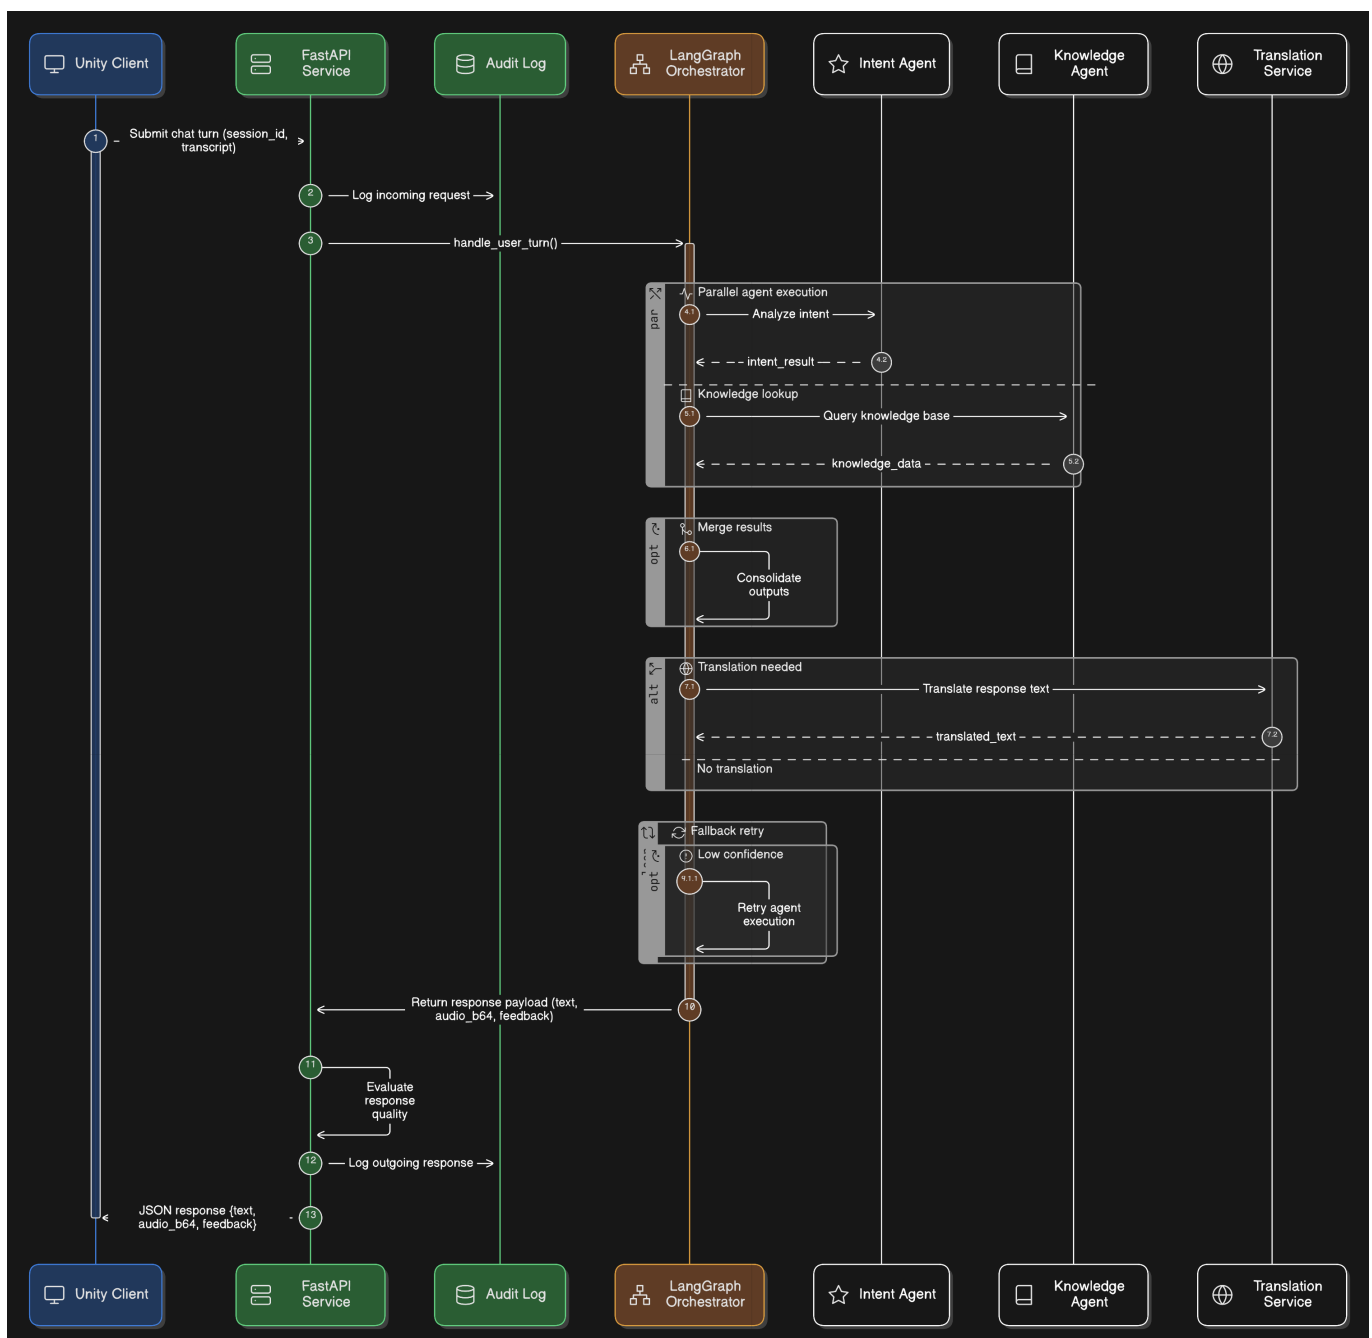 Unity Client
FastAPI
Service
Audit Log
LangGraph
Orchestrator
Intent Agent
Knowledge
Agent
Translation
Service
1
Submit chat turn (session_id,
transcript)
2
Log incoming request
3
handle_user_turn()
par
Parallel agent execution
4.1
Analyze intent
intent_result
4.2
Knowledge lookup
5.1
Query knowledge base
knowledge_data
5.2
opt
Merge results
6.1
Consolidate
outputs
alt
Translation needed
7.1
Translate response text
translated_text
7.2
No translation
Fallback retry
opt
Low confidence
9.1.1
Retry agent
execution
Return response payload (text,
audio_b64, feedback)
10
11
Evaluate
response
quality
12
Log outgoing response
JSON response {text,
audio_b64, feedback}
13
Unity Client
FastAPI
Service
Audit Log
LangGraph
Orchestrator
Intent Agent
Knowledge
Agent
Translation
Service